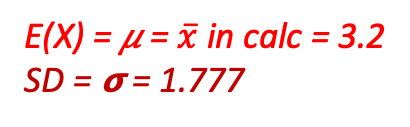 E(X) = μ = x̄ in calc = 3.2
SD = σ = 1.777